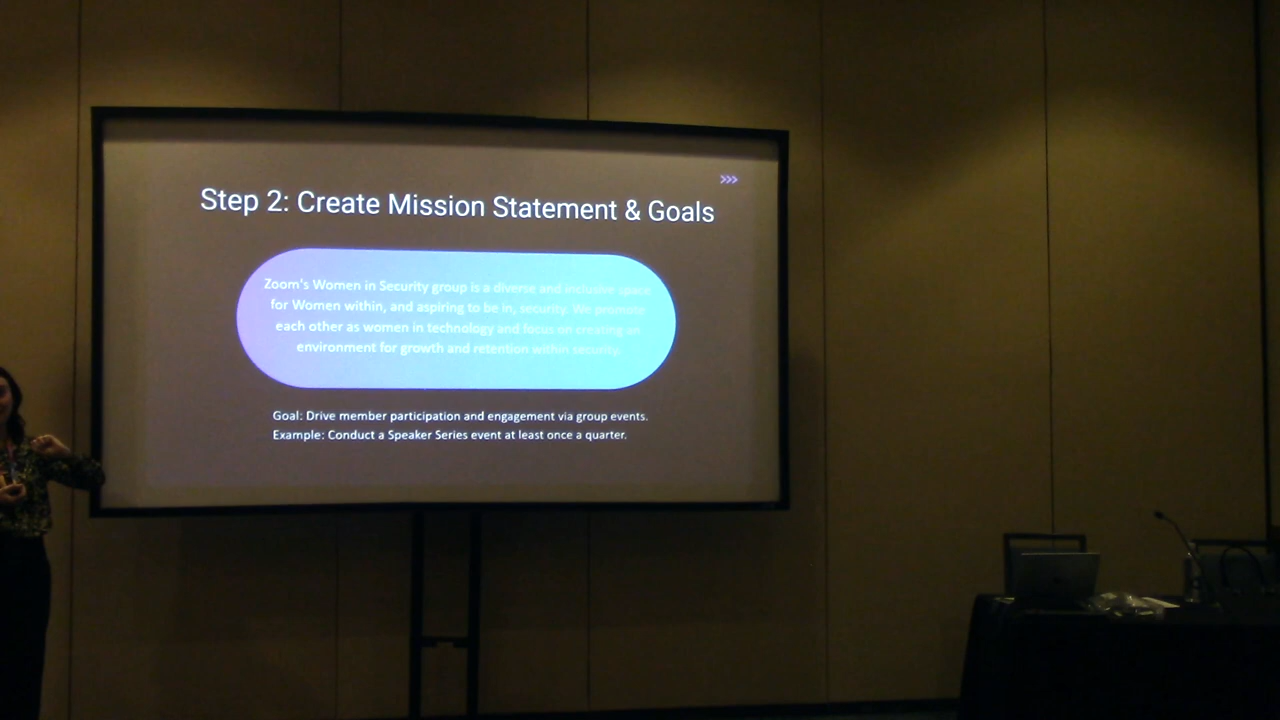 >>>
Step 2: Create Mission Statement & Goals
Zoom's Women in Security group is a diverse and inclusive space
for Women within, and aspiring to be in, security. We promote
each other as women in technology and focus on creating an
environment for growth and retention within security.
Goal: Drive member participation and engagement via group events.
Example: Conduct a Speaker Series event at least once a quarter.